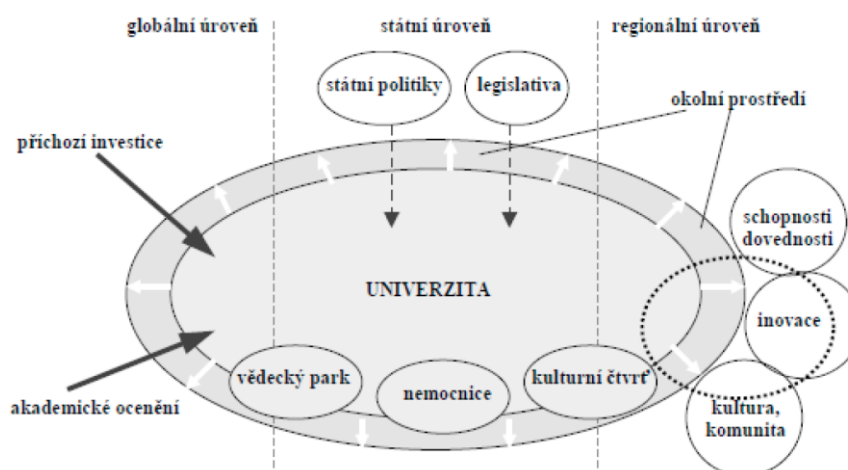 globální úroveň
státní úroveň
regionální úroveň
státní politiky
legislativa
okolní prostředí
příchozí investice
schopnosti
dovednosti
UNIVERZITA
inovace
vědecký park
nemocnice
kulturní čtvrť
akademické ocenění
kultura,
komunita